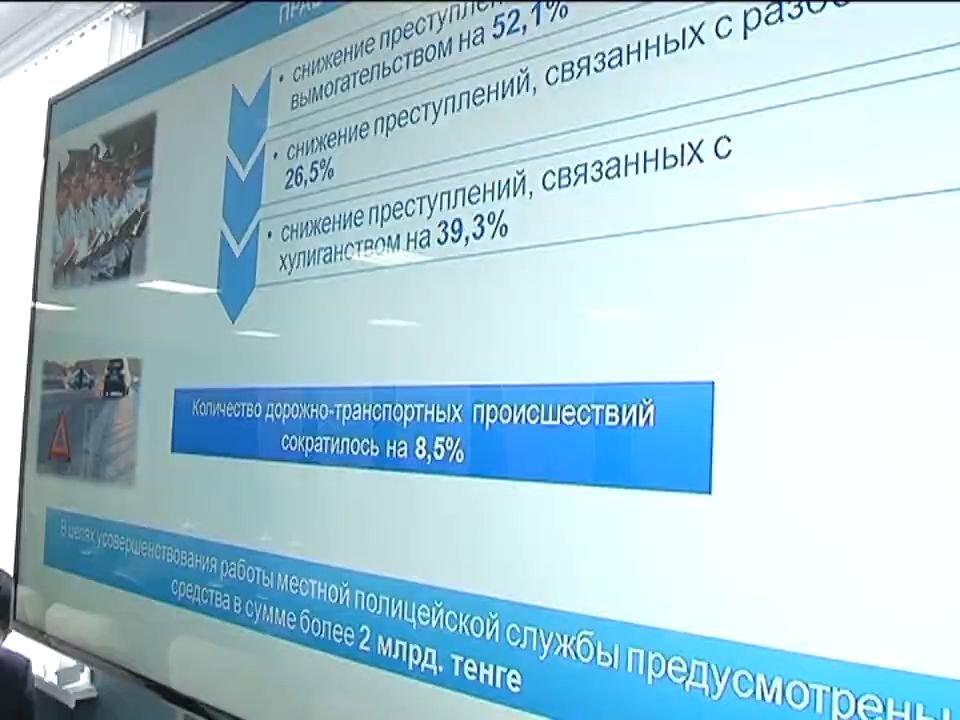 • снижение
вымогательством на 52,1%
• снижение преступлений, связанных с
26,5%
• снижение преступлений, связанных с
хулиганством на 39,3%
Количество дорожно-транспортных происшествий
сократилось на 8,5%
В целях усовершенствования работы местной полицейской службы предусмотрены
средства в сумме более 2 млрд. тенге